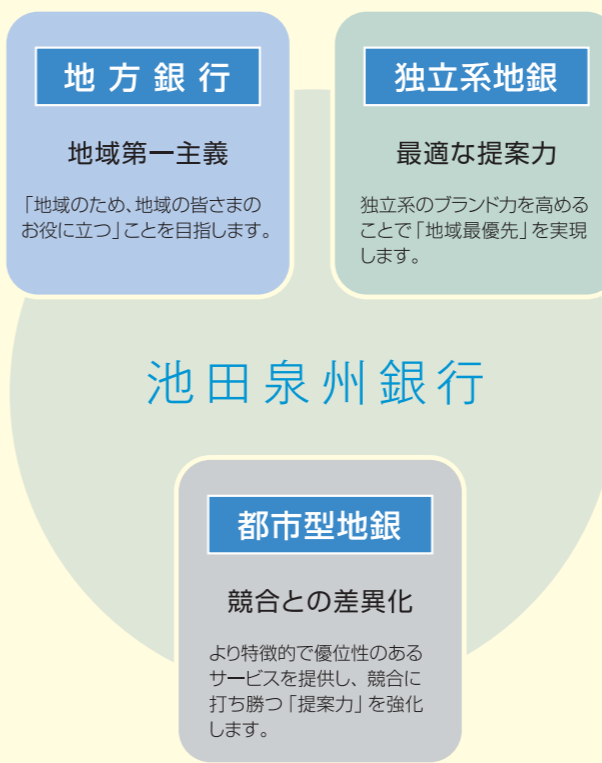 地方銀行
地域第一主義
「地域のため、地域の皆さまの
お役に立つ」ことを目指します。
独立系地銀
最適な提案力
独立系のブランド力を高める
ことで「地域最優先」を実現
します。
池田泉州銀行
都市型地銀
競合との差異化
より特徴的で優位性のある
サービスを提供し、競合に
打ち勝つ「提案力」を強化
します。